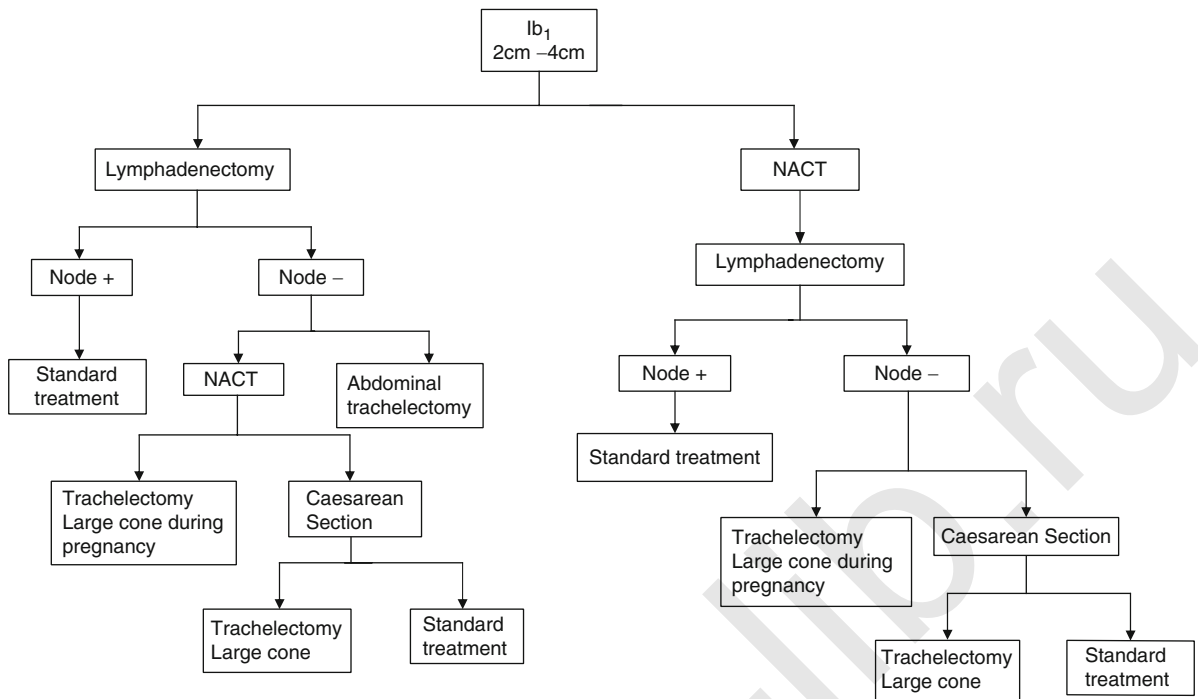 Ib₁
2cm –4cm
Lymphadenectomy
NACT
Node +
Node –
Lymphadenectomy
Standard
treatment
NACT
Abdominal
trachelectomy
Node +
Node –
Trachelectomy
Large cone during
pregnancy
Caesarean
Section
Standard treatment
Trachelectomy
Large cone
Standard
treatment
Trachelectomy
Large cone during
pregnancy
Caesarean Section
Trachelectomy
Large cone
Standard
treatment